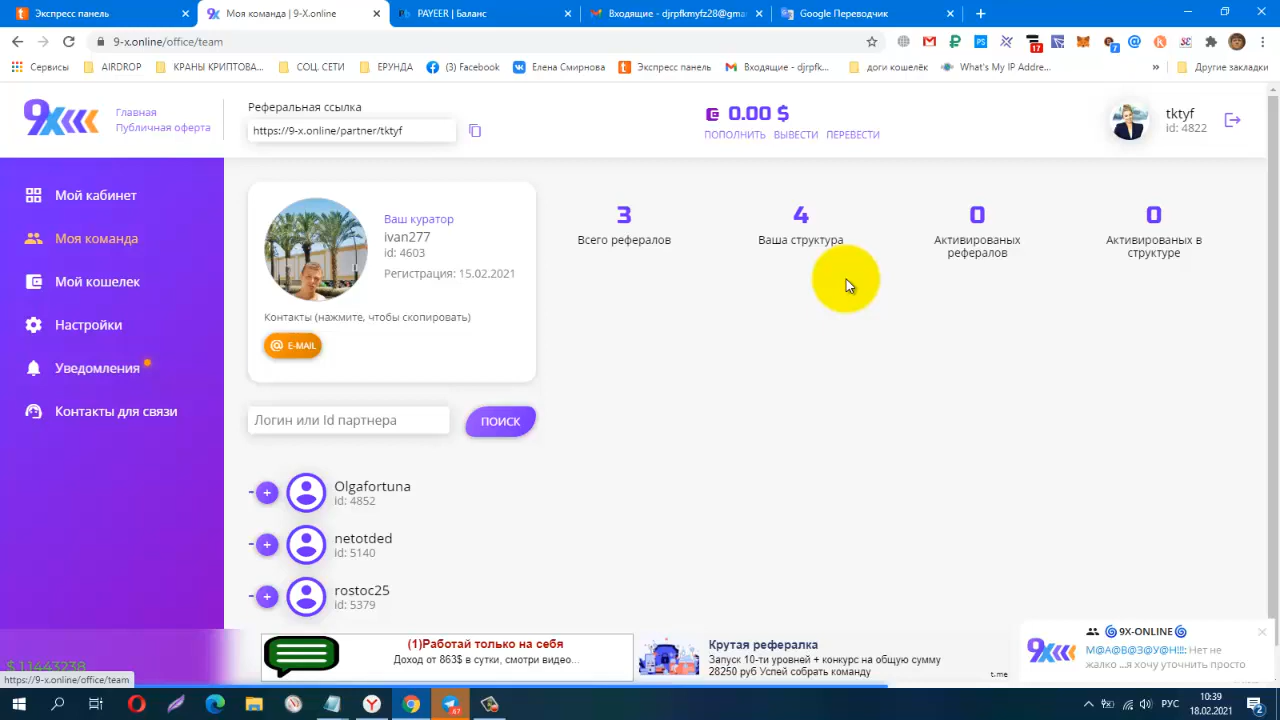 Экспресс панель
Моя команда | 9-X.online
PAYEER | Баланс
Входящие - djrpfkmyfz28@gma
Google Переводчик
9-x.online/office/team
17
7
Сервисы
AIRDROP
КРАНЫ КРИПТОВА...
СОЦ. СЕТИ
ЕРУНДА
(3) Facebook
Елена Смирнова
Экспресс панель
Входящие - djrpfk...
доги кошелёк
What's My IP Addre...
»
Другие закладки
9X
Главная
Публичная оферта
Реферальная ссылка
https://9-x.online/partner/tktyf
0.00 $
ПОПОЛНИТЬ ВЫВЕСТИ ПЕРЕВЕСТИ
tktyf
id: 4822
Мой кабинет
Моя команда
Мой кошелек
Настройки
Уведомления
Контакты для связи
Ваш куратор
ivan277
id: 4603
Регистрация: 15.02.2021
Контакты (нажмите, чтобы скопировать)
@ E-MAIL
3
Всего рефералов
4
Ваша структура
0
Активированых
рефералов
0
Активированых в
структуре
Логин или Id партнера
ПОИСК
Olgafortuna
id: 4852
netotded
id: 5140
rostoc25
id: 5379
(1)Работай только на себя
Доход от 863$ в сутки, смотри видео...
Крутая рефералка
Запуск 10-ти уровней + конкурс на общую сумму
28250 руб Успей собрать команду
t.me
9X-ONLINE
М@А@В@З@У@Н!!!: Нет не
жалко ...я хочу уточнить просто
$ 1.1443238
https://9-x.online/office/team
67
РУС
10:39
18.02.2021
2